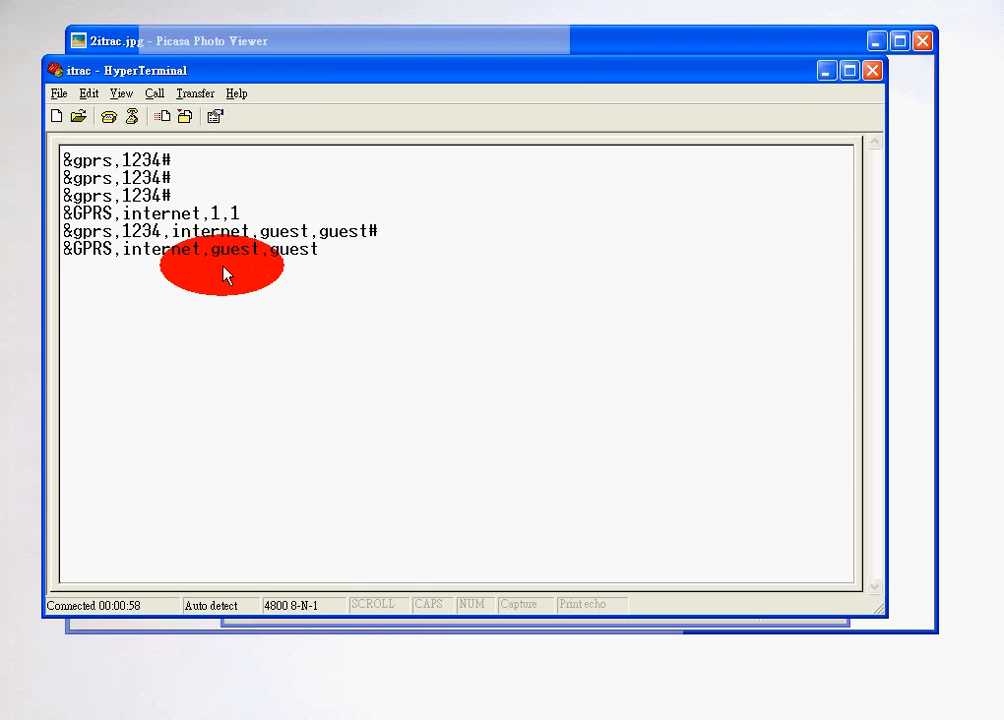 2itrac.jpg - Picasa Photo Viewer
itrac - HyperTerminal
File Edit View Call Transfer Help
&gprs,1234#
&gprs,1234#
&gprs,1234#
&GPRS,internet,1,1
&gprs,1234,internet,guest,guest#
&GPRS,internet,guest,guest
Connected 00:00:58 Auto detect 4800 8-N-1 SCROLL CAPS NUM Capture Print echo